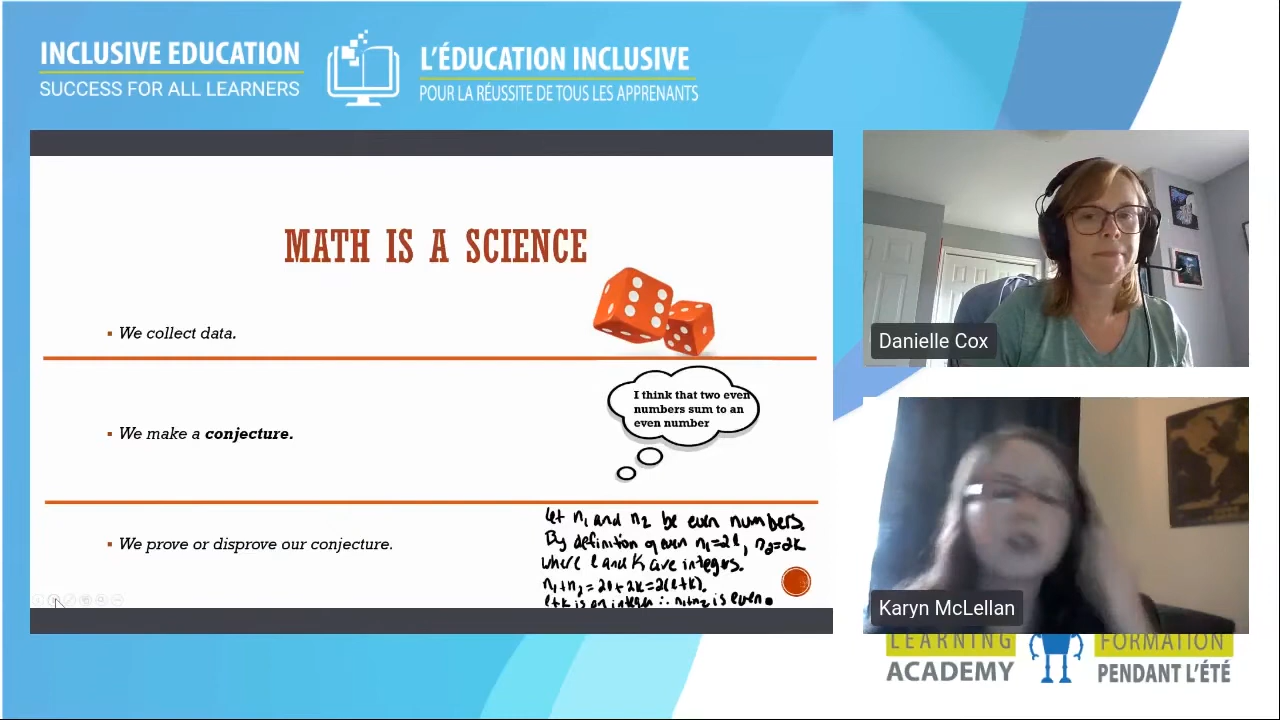 INCLUSIVE EDUCATION
SUCCESS FOR ALL LEARNERS
L'ÉDUCATION INCLUSIVE
POUR LA RÉUSSITE DE TOUS LES APPRENANTS
MATH IS A SCIENCE
We collect data.
I think that two even
numbers sum to an
even number
We make a conjecture.
We prove or disprove our conjecture.
Let n₁ and n₂ be even numbers.
By definition of even n₁=2l, n₂=2k
where l and k are integers.
n₁+n₂ = 2l+2k=2(l+k).
l+k is an integer ∴ n₁+n₂ is even.
Danielle Cox
Karyn McLellan
LEARNING
ACADEMY
FORMATION
PENDANT L'ÉTÉ